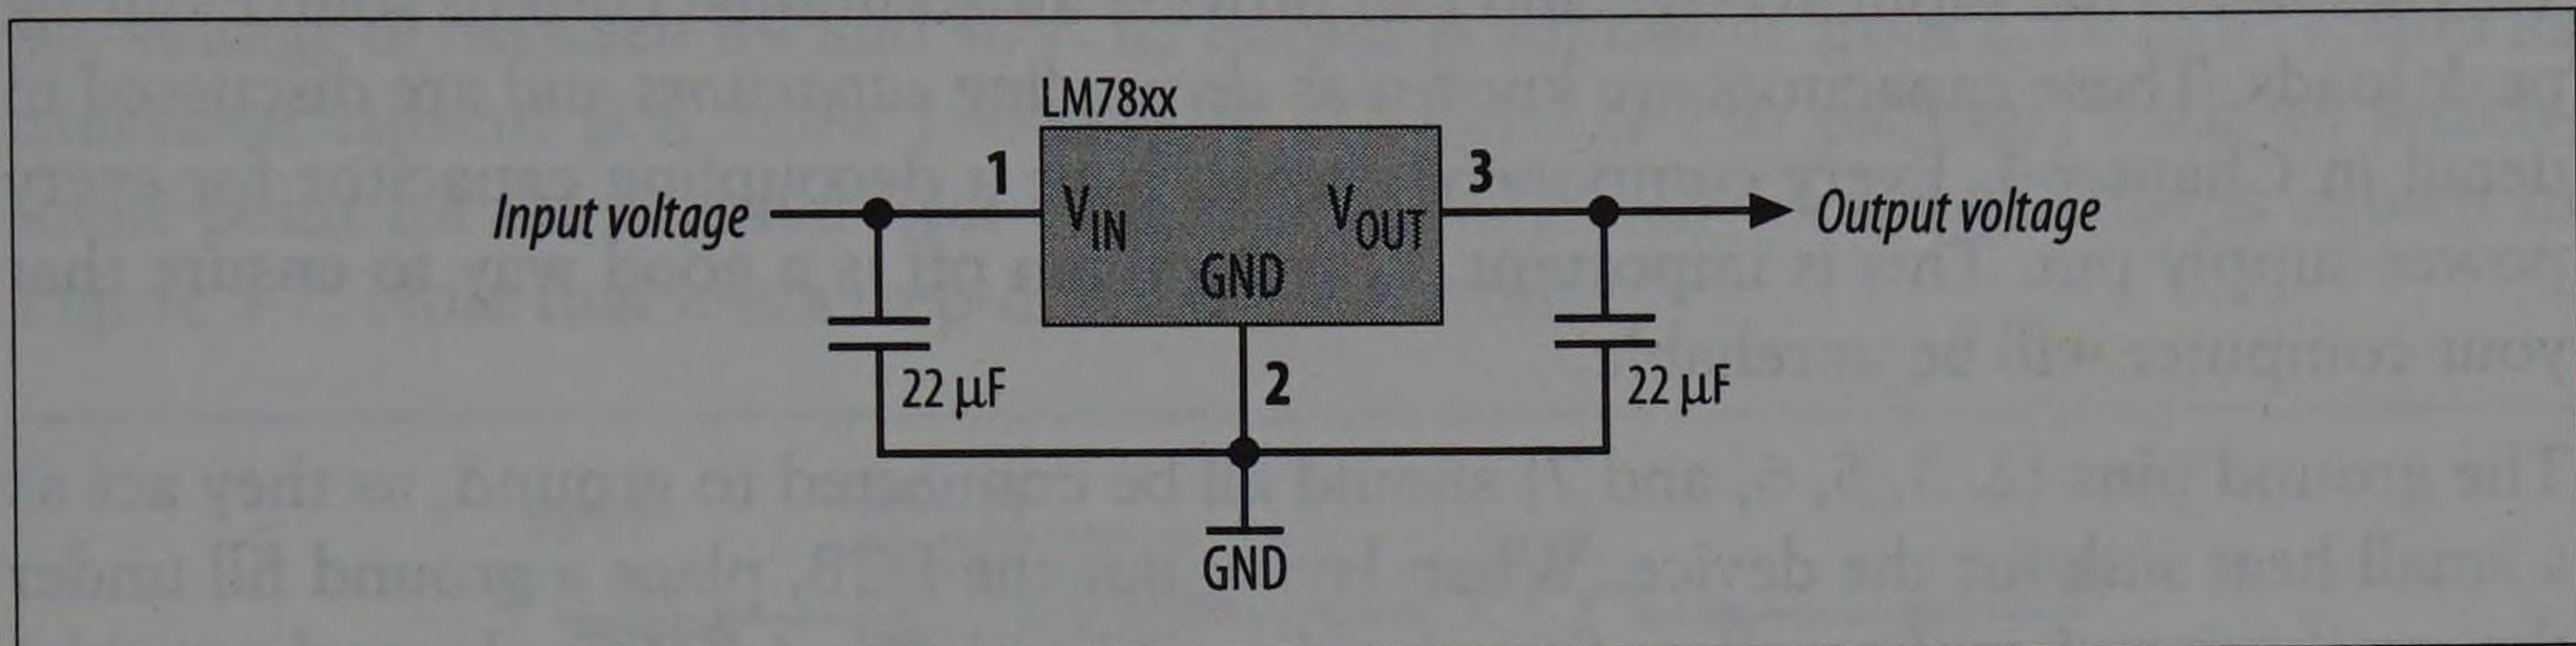 LM78xx
1
3
Input voltage
VIN
VOUT
Output voltage
GND
22 µF
2
22 µF
GND